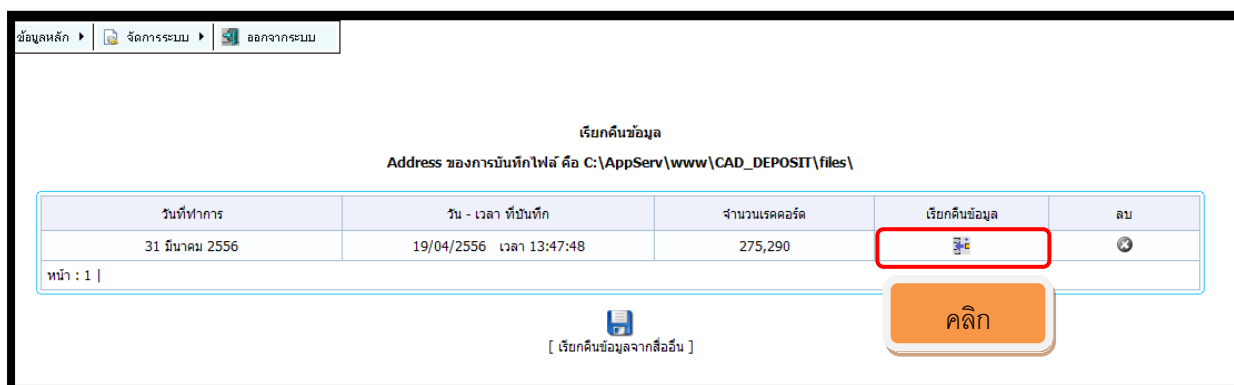 ข้อมูลหลัก จัดการระบบ ออกจากระบบ
เรียกคืนข้อมูล
Address ของการบันทึกไฟล์ คือ C:\AppServ\www\CAD_DEPOSIT\files\
วันที่ทำการ วัน - เวลา ที่บันทึก จำนวนเรคคอร์ด เรียกคืนข้อมูล ลบ
31 มีนาคม 2556 19/04/2556 เวลา 13:47:48 275,290
หน้า : 1 |
คลิก
[ เรียกคืนข้อมูลจากสื่ออื่น ]